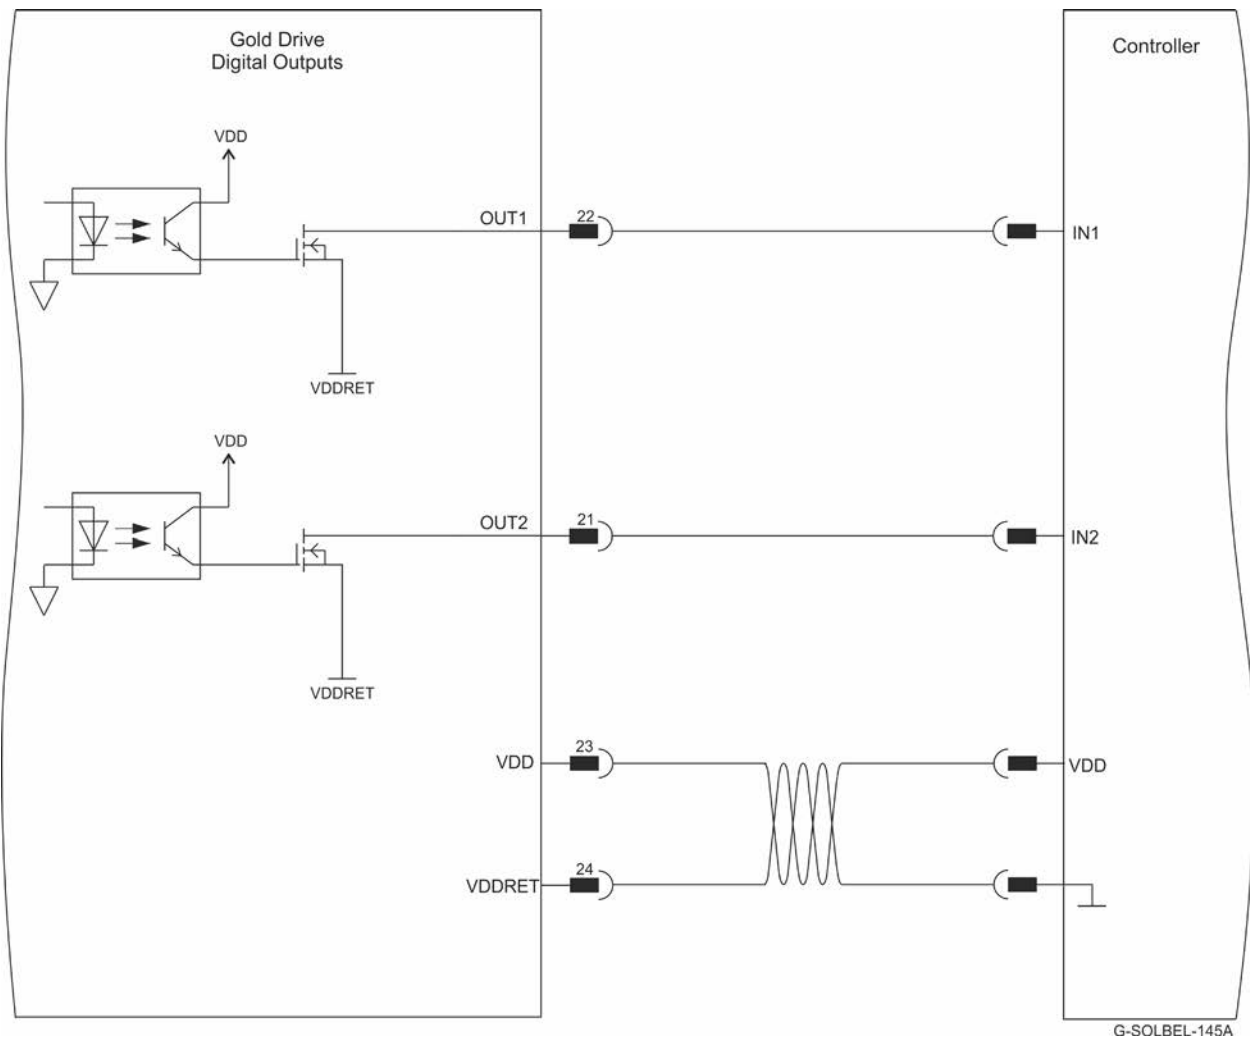 Gold Drive
Digital Outputs
Controller
VDD
OUT1
22
IN1
VDDRET
VDD
OUT2
21
IN2
VDDRET
VDD
23
VDD
VDDRET
24
G-SOLBEL-145A